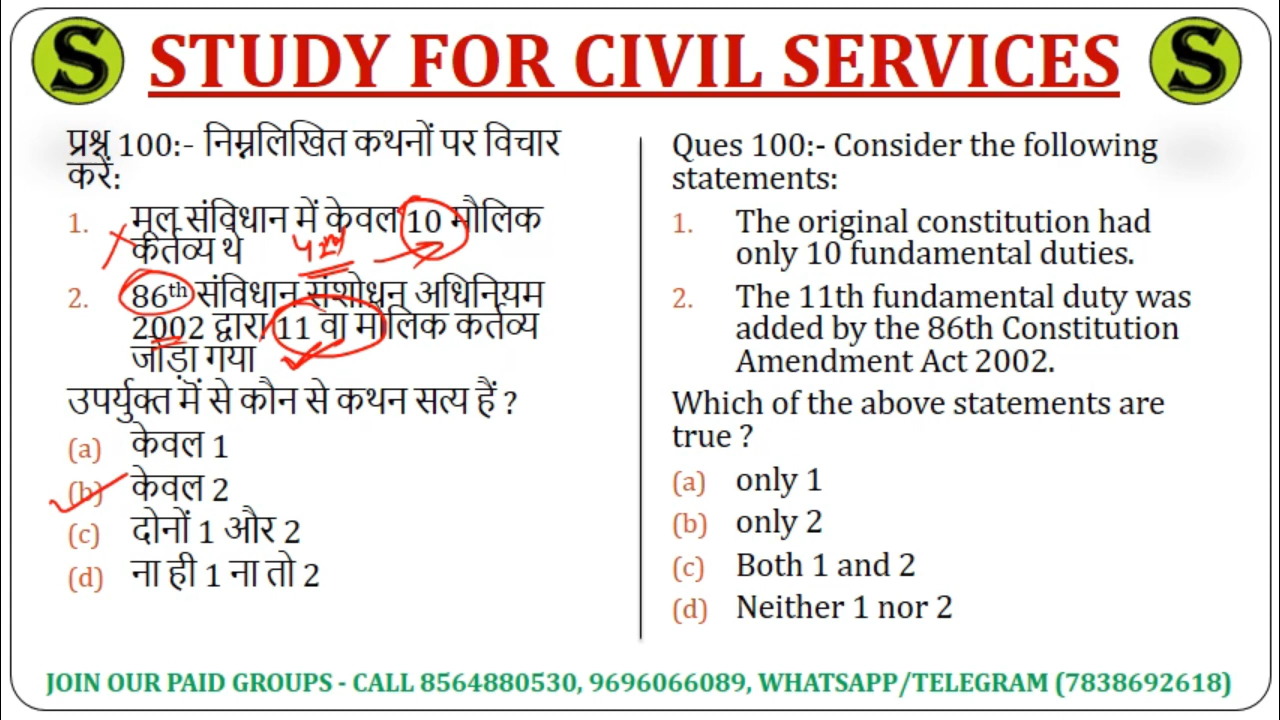 S STUDY FOR CIVIL SERVICES S
प्रश्न 100:- निम्नलिखित कथनों पर विचार
करें:
1. मूल संविधान में केवल 10 मौलिक
कर्तव्य थे
42nd
2. 86th संविधान संशोधन अधिनियम
2002 द्वारा 11 वां मौलिक कर्तव्य
जोड़ा गया
उपर्युक्त में से कौन से कथन सत्य हैं ?
(a) केवल 1
(b) केवल 2
(c) दोनों 1 और 2
(d) ना ही 1 ना तो 2
Ques 100:- Consider the following
statements:
1. The original constitution had
only 10 fundamental duties.
2. The 11th fundamental duty was
added by the 86th Constitution
Amendment Act 2002.
Which of the above statements are
true ?
(a) only 1
(b) only 2
(c) Both 1 and 2
(d) Neither 1 nor 2
JOIN OUR PAID GROUPS - CALL 8564880530, 9696066089, WHATSAPP/TELEGRAM (7838692618)